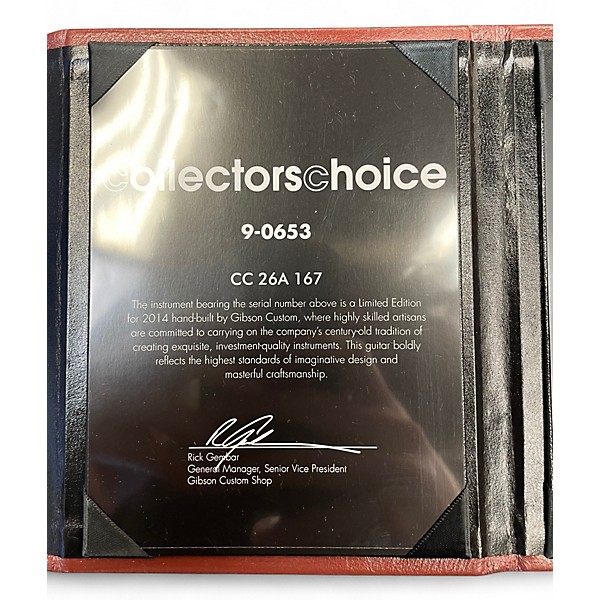 collectorschoice
9-0653
CC 26A 167
The instrument bearing the serial number above is a Limited Edition
for 2014 hand-built by Gibson Custom, where highly skilled artisans
are committed to carrying on the company's century-old tradition of
creating exquisite, investment-quality instruments. This guitar boldly
reflects the highest standards of imaginative design and
masterful craftsmanship.
Rick Gembar
General Manager, Senior Vice President
Gibson Custom Shop